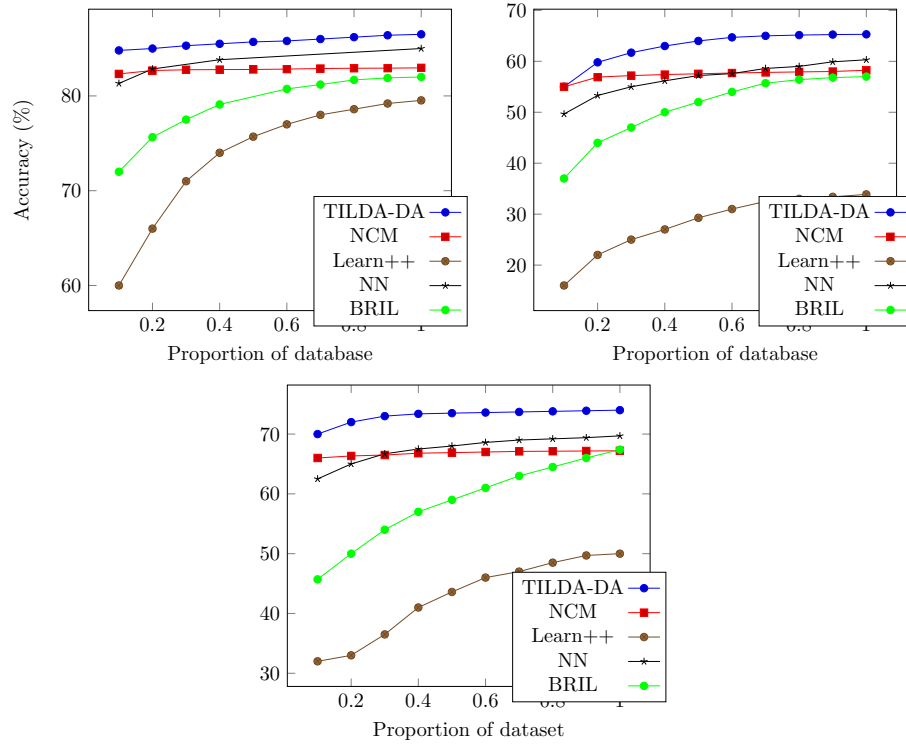 Accuracy (%)
80
70
60
0.2
0.4
0.6
0.8
1
Proportion of database
TILDA-DA
NCM
Learn++
NN
BRIL
70
60
50
40
30
20
0.2
0.4
0.6
0.8
1
Proportion of database
TILDA-DA
NCM
Learn++
NN
BRIL
70
60
50
40
30
0.2
0.4
0.6
0.8
1
Proportion of dataset
TILDA-DA
NCM
Learn++
NN
BRIL